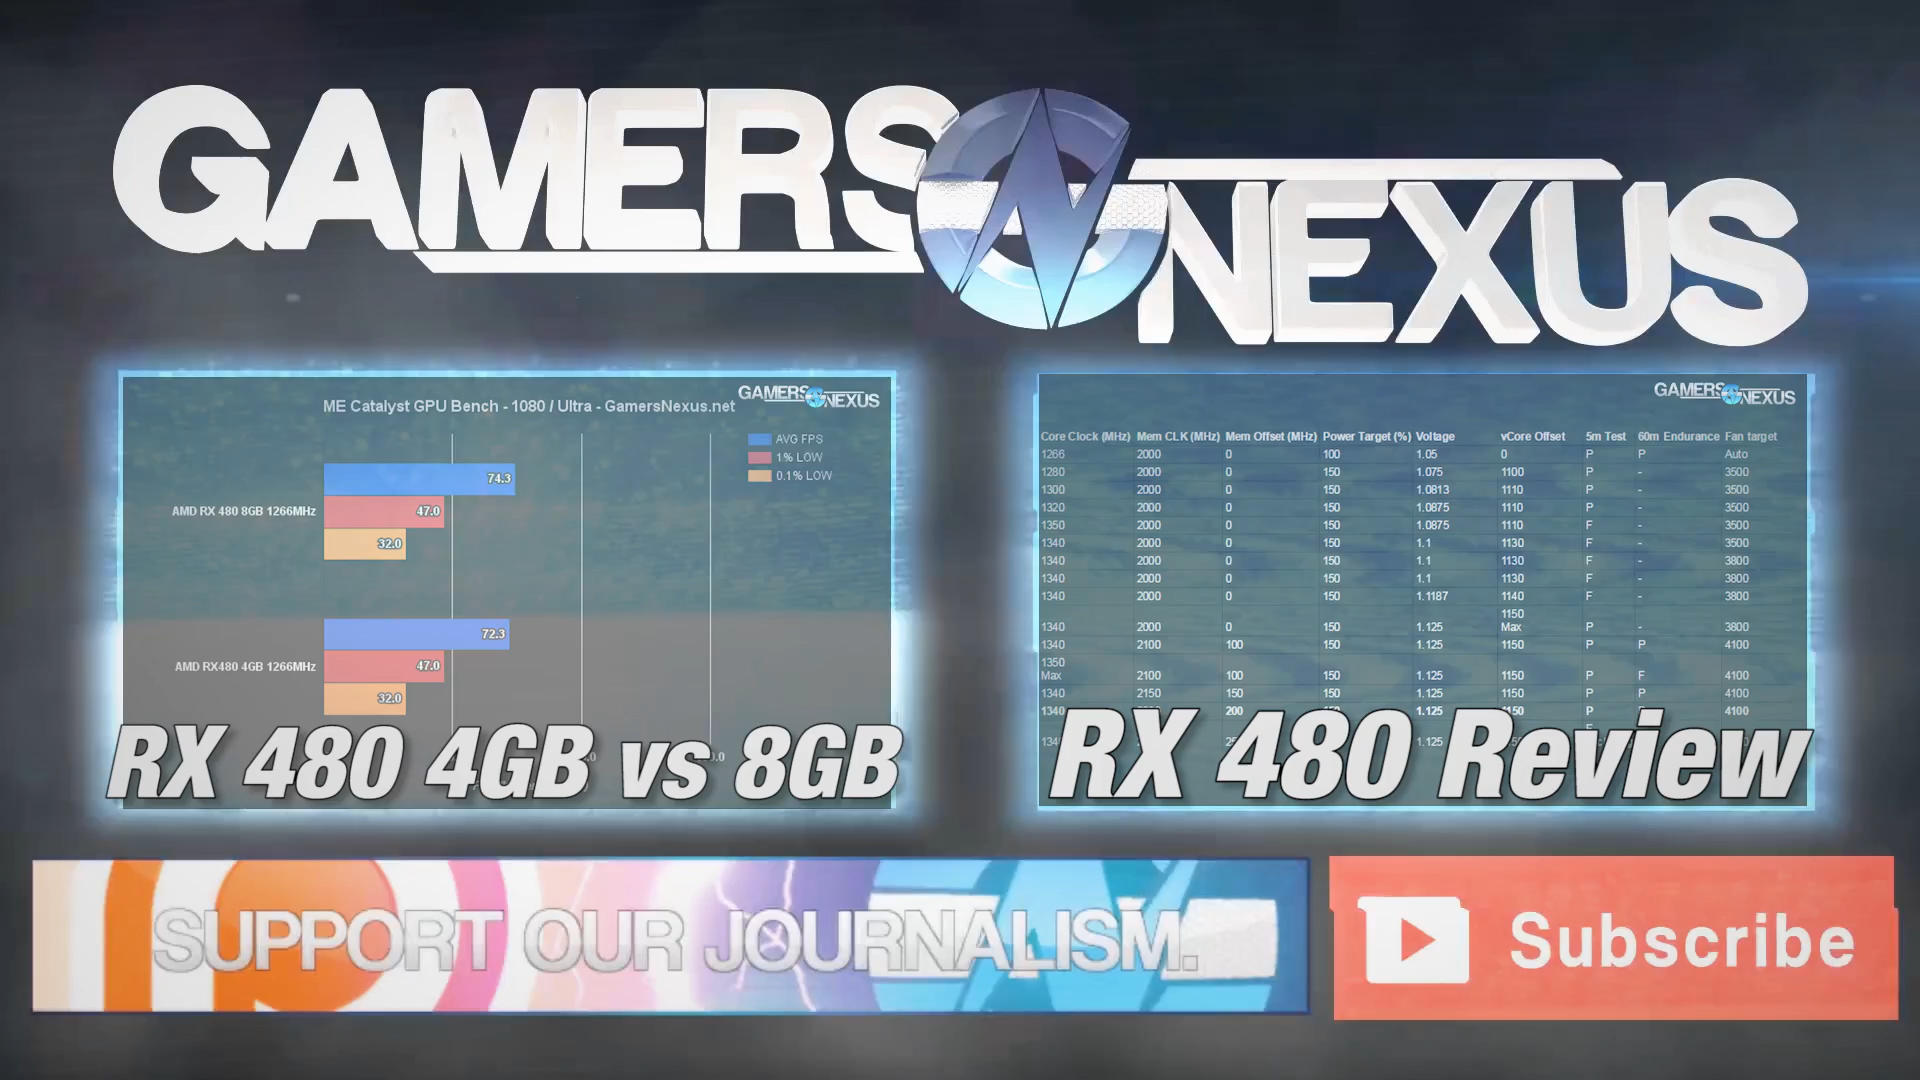 GAMERS NEXUS
ME Catalyst GPU Bench - 1080 / Ultra - GamersNexus.net
GAMERS NEXUS
AVG FPS
1% LOW
0.1% LOW
74.3
AMD RX 480 8GB 1266MHz
47.0
32.0
72.3
AMD RX480 4GB 1266MHz
47.0
32.0
RX 480 4GB vs 8GB
GAMERS NEXUS
Core Clock (MHz) Mem CLK (MHz) Mem Offset (MHz) Power Target (%) Voltage vCore Offset 5m Test 60m Endurance Fan target
1266 2000 0 100 1.05 0 P P Auto
1280 2000 0 150 1.075 1100 P - 3500
1300 2000 0 150 1.0813 1110 P - 3500
1320 2000 0 150 1.0875 1110 P - 3500
1350 2000 0 150 1.0875 1110 F - 3500
1340 2000 0 150 1.1 1130 F - 3500
1340 2000 0 150 1.1 1130 F - 3800
1340 2000 0 150 1.1 1130 F - 3800
1340 2000 0 150 1.1187 1140 F - 3800
1150
1340 2000 0 150 1.125 Max P - 3800
1340 2100 100 150 1.125 1150 P P 4100
1350
Max 2100 100 150 1.125 1150 P F 4100
1340 2150 150 150 1.125 1150 P P 4100
1340 200 1.125 1150 P 4100
1.125
RX 480 Review
SUPPORT OUR JOURNALISM.
Subscribe